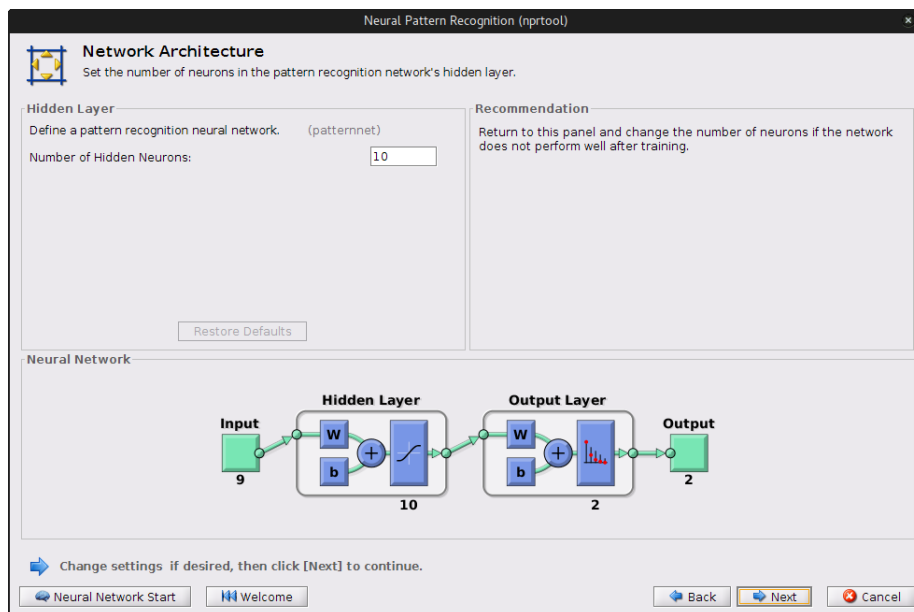 Neural Pattern Recognition (nprtool)
Network Architecture
Set the number of neurons in the pattern recognition network's hidden layer.
Hidden Layer
Define a pattern recognition neural network. (patternnet)
Number of Hidden Neurons: 10
Restore Defaults
Recommendation
Return to this panel and change the number of neurons if the network
does not perform well after training.
Neural Network
Hidden Layer
Output Layer
Input
Output
W
b
W
b
9
10
2
2
Change settings if desired, then click [Next] to continue.
Neural Network Start
Welcome
Back
Next
Cancel